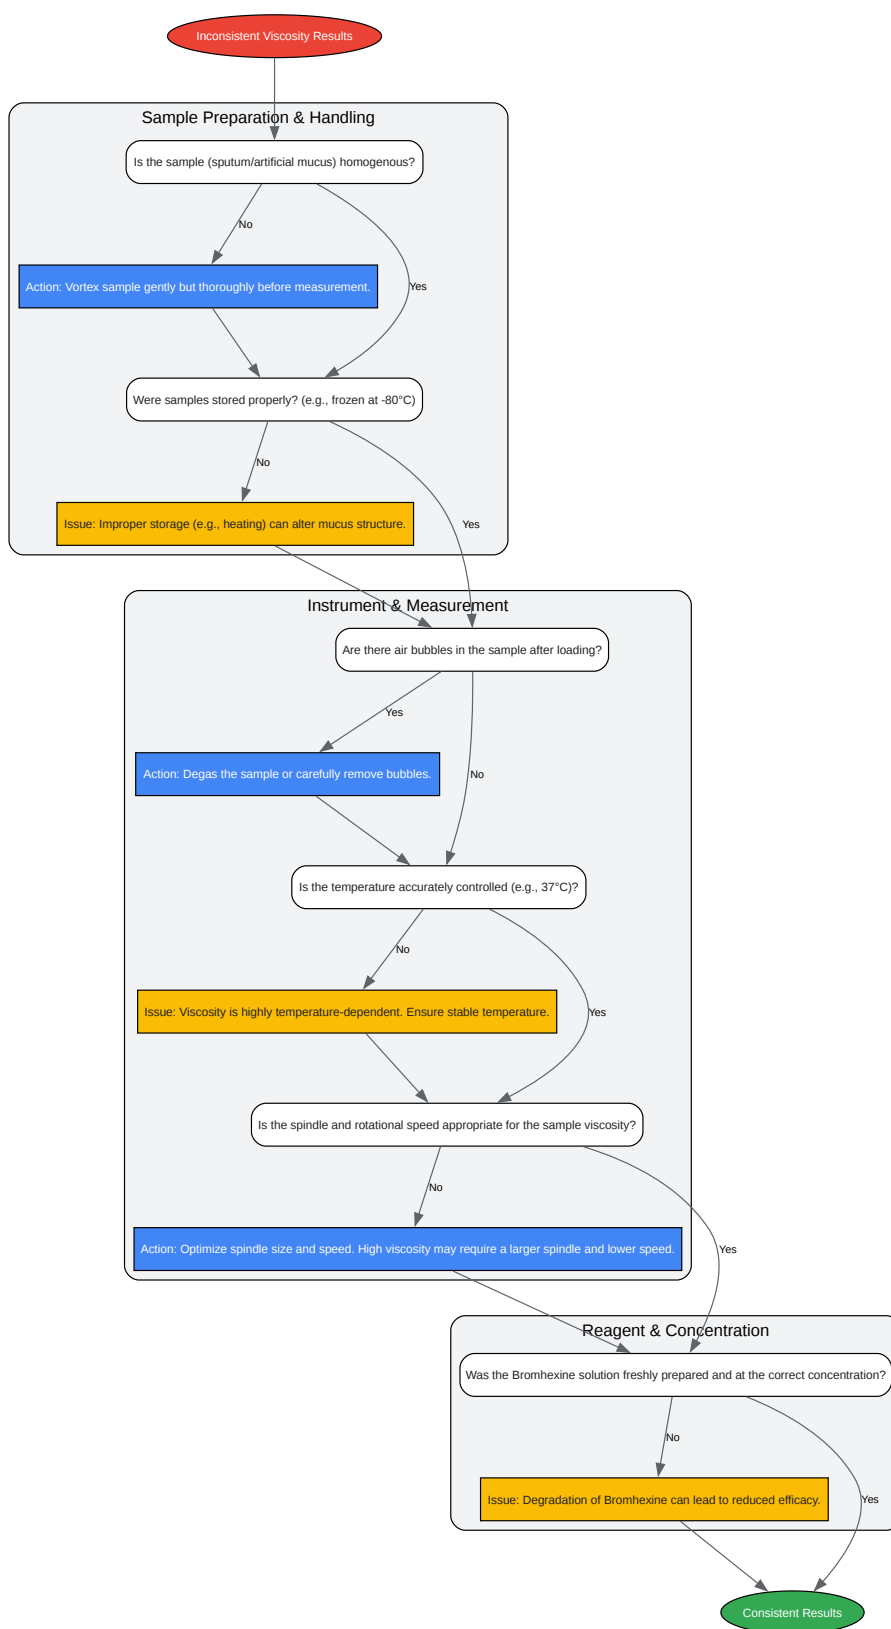 Inconsistent Viscosity Results
Sample Preparation & Handling
Is the sample (sputum/artificial mucus) homogenous?
No
Action: Vortex sample gently but thoroughly before measurement.
Yes
Were samples stored properly? (e.g., frozen at -80°C)
No
Issue: Improper storage (e.g., heating) can alter mucus structure.
Yes
Instrument & Measurement
Are there air bubbles in the sample after loading?
Yes
Action: Degas the sample or carefully remove bubbles.
No
Is the temperature accurately controlled (e.g., 37°C)?
No
Issue: Viscosity is highly temperature-dependent. Ensure stable temperature.
Yes
Is the spindle and rotational speed appropriate for the sample viscosity?
No
Action: Optimize spindle size and speed. High viscosity may require a larger spindle and lower speed.
Yes
Reagent & Concentration
Was the Bromhexine solution freshly prepared and at the correct concentration?
No
Issue: Degradation of Bromhexine can lead to reduced efficacy.
Yes
Consistent Results